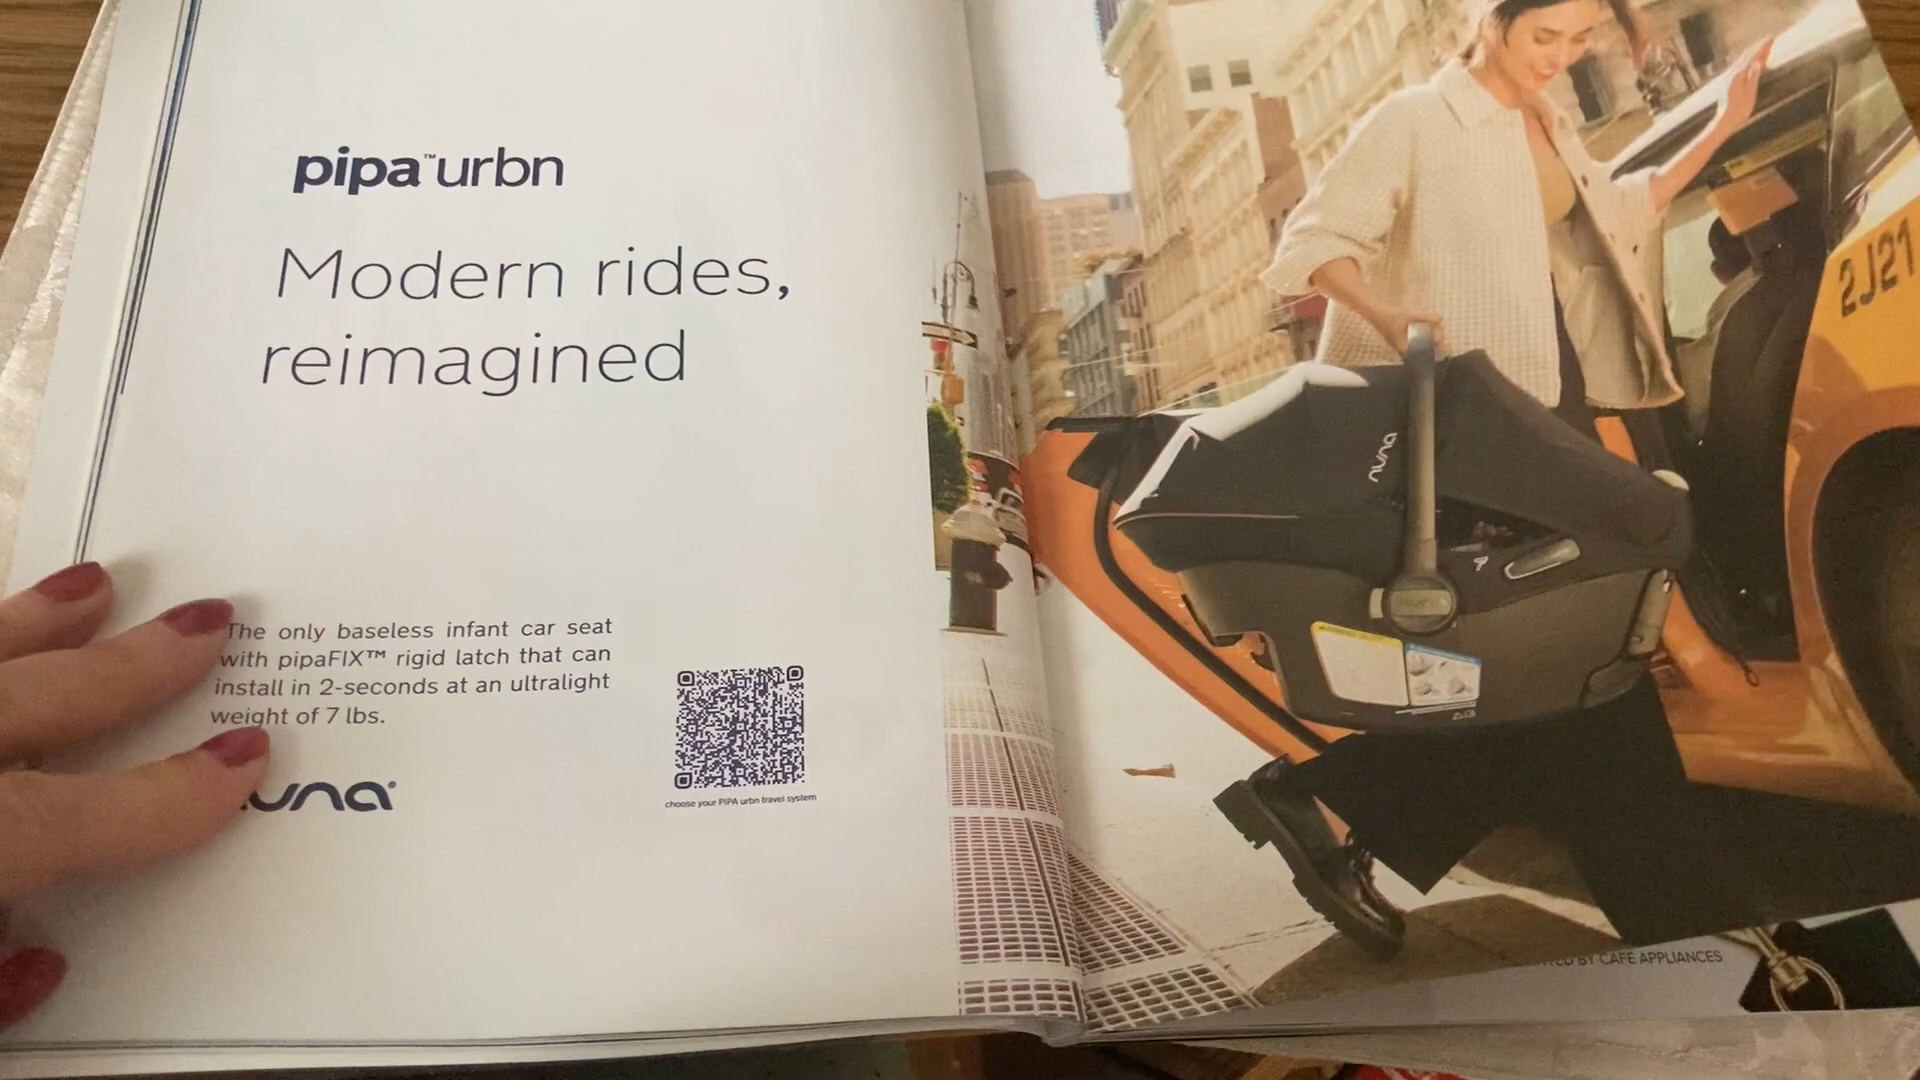 pipa™urbn
Modern rides,
reimagined
The only baseless infant car seat
with pipaFIX™ rigid latch that can
install in 2-seconds at an ultralight
weight of 7 lbs.
choose your PIPA urbn travel system
nuna
2J21
BY CAFE APPLIANCES